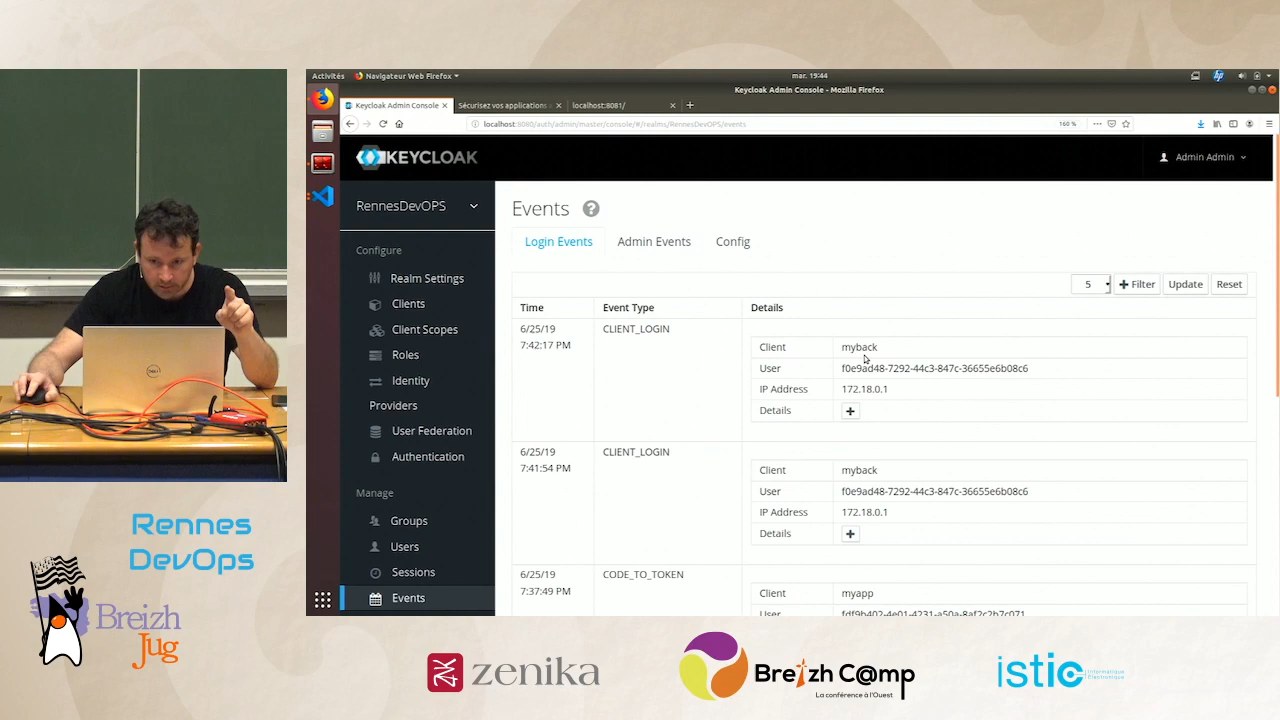 Activités
Navigateur Web Firefox
mar. 19:44
Keycloak Admin Console - Mozilla Firefox
Keycloak Admin Console
Sécurisez vos applications
localhost:8081/
localhost:8080/auth/admin/master/console/#/realms/RennesDevOPS/events
160 %
KEYCLOAK
Admin Admin
RennesDevOPS
Configure
Realm Settings
Clients
Client Scopes
Roles
Identity
Providers
User Federation
Authentication
Manage
Groups
Users
Sessions
Events
Events
Login Events
Admin Events
Config
5
Filter
Update
Reset
Time
Event Type
Details
6/25/19
7:42:17 PM
CLIENT_LOGIN
Client
myback
User
f0e9ad48-7292-44c3-847c-36655e6b08c6
IP Address
172.18.0.1
Details
6/25/19
7:41:54 PM
CLIENT_LOGIN
Client
myback
User
f0e9ad48-7292-44c3-847c-36655e6b08c6
IP Address
172.18.0.1
Details
6/25/19
7:37:49 PM
CODE_TO_TOKEN
Client
myapp
User
DELL
Rennes
DevOps
Breizh
Jug
zenika
BreizhC@mp
La conférence à l'Ouest
istic
Informatique
Électronique